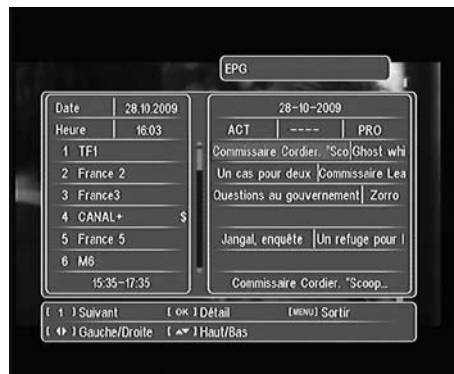 EPG
Date 28.10.2009
Heure 16:03
1 TF1
2 France 2
3 France3
4 CANAL+ $
5 France 5
6 M6
15:35-17:35
28-10-2009
ACT ---- PRO
Commissaire Cordier. "Sco Ghost whi
Un cas pour deux Commissaire Lea
Questions au gouvernement Zorro
Jangal, enquête Un refuge pour l
Commissaire Cordier. "Scoop...
[ 1 ] Suivant [ OK ] Détail [MENU] Sortir
[ ◀▶ ] Gauche/Droite [ ▲▼ ] Haut/Bas